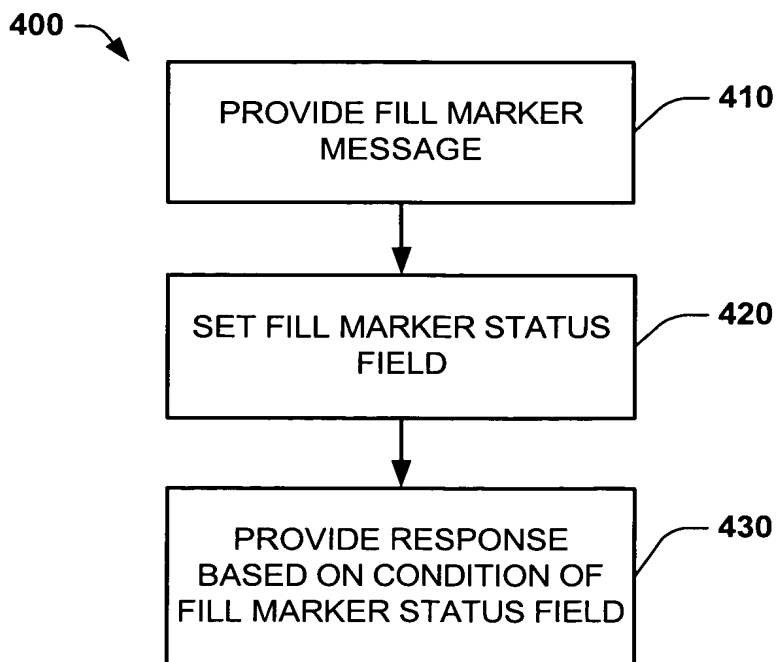 400
PROVIDE FILL MARKER
MESSAGE
410
SET FILL MARKER STATUS
FIELD
420
PROVIDE RESPONSE
BASED ON CONDITION OF
FILL MARKER STATUS FIELD
430